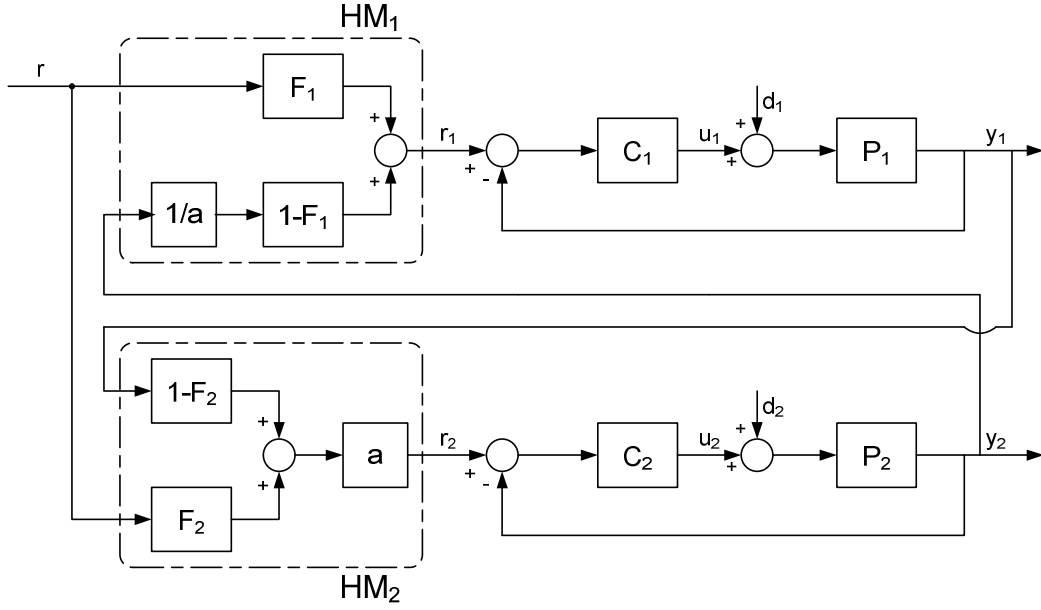 HM₁
r
F₁
+
+
r₁
+
-
C₁
u₁
+
+
d₁
P₁
y₁
1/a
1-F₁
1-F₂
+
+
a
r₂
+
-
C₂
u₂
+
+
d₂
P₂
y₂
F₂
HM₂